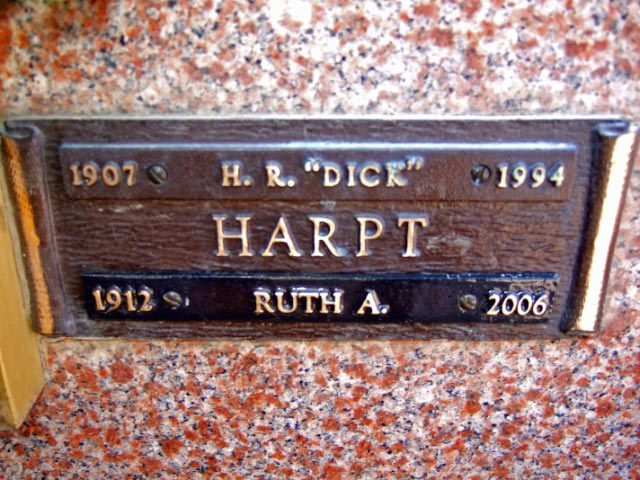 1907 H. R. "DICK" 1994
HARPT
1912 RUTH A. 2006